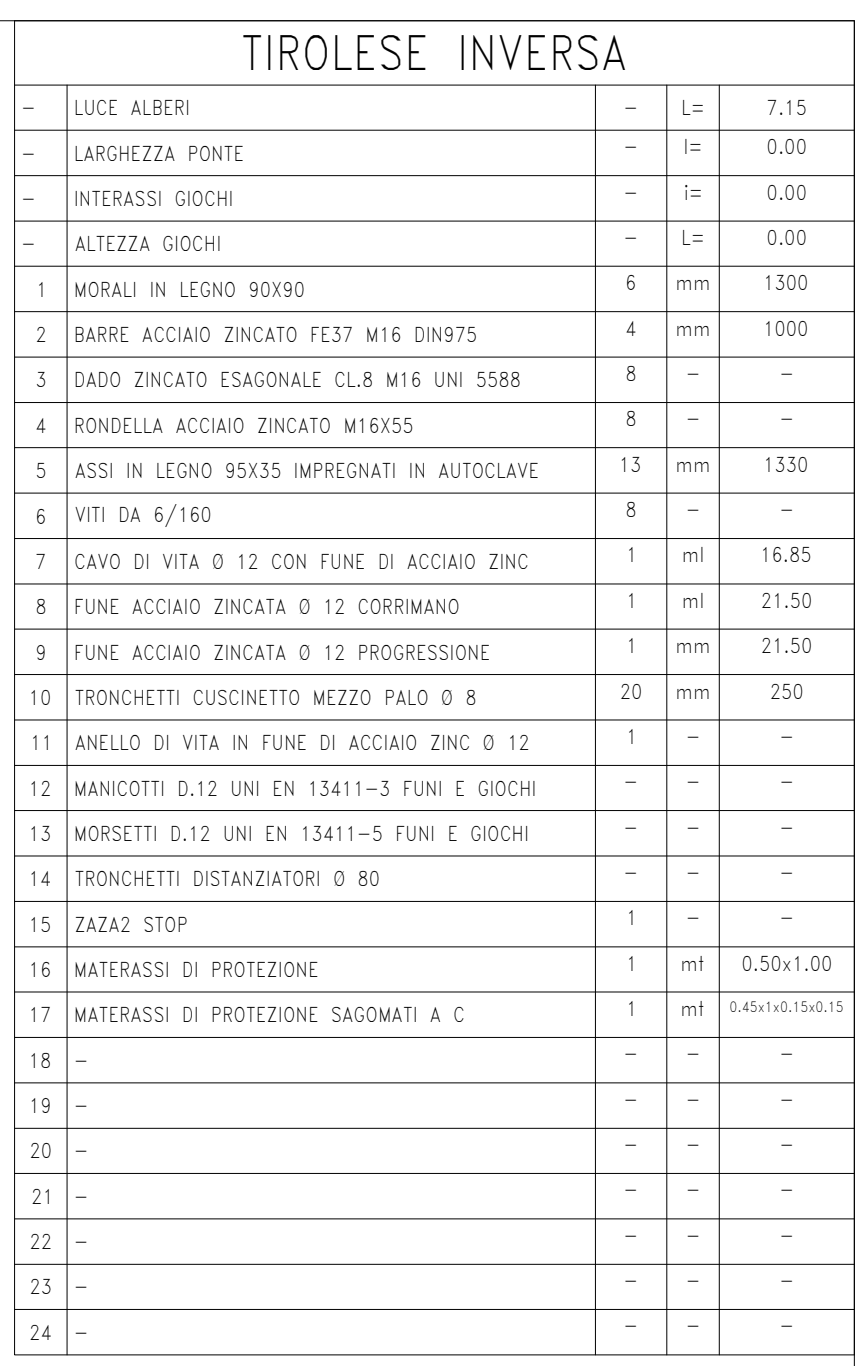 TIROLESE INVERSA
– LUCE ALBERI – L= 7.15
– LARGHEZZA PONTE – l= 0.00
– INTERASSI GIOCHI – i= 0.00
– ALTEZZA GIOCHI – L= 0.00
1 MORALI IN LEGNO 90X90 6 mm 1300
2 BARRE ACCIAIO ZINCATO FE37 M16 DIN975 4 mm 1000
3 DADO ZINCATO ESAGONALE CL.8 M16 UNI 5588 8 – –
4 RONDELLA ACCIAIO ZINCATO M16X55 8 – –
5 ASSI IN LEGNO 95X35 IMPREGNATI IN AUTOCLAVE 13 mm 1330
6 VITI DA 6/160 8 – –
7 CAVO DI VITA Ø 12 CON FUNE DI ACCIAIO ZINC 1 ml 16.85
8 FUNE ACCIAIO ZINCATA Ø 12 CORRIMANO 1 ml 21.50
9 FUNE ACCIAIO ZINCATA Ø 12 PROGRESSIONE 1 mm 21.50
10 TRONCHETTI CUSCINETTO MEZZO PALO Ø 8 20 mm 250
11 ANELLO DI VITA IN FUNE DI ACCIAIO ZINC Ø 12 1 – –
12 MANICOTTI D.12 UNI EN 13411–3 FUNI E GIOCHI – – –
13 MORSETTI D.12 UNI EN 13411–5 FUNI E GIOCHI – – –
14 TRONCHETTI DISTANZIATORI Ø 80 – – –
15 ZAZA2 STOP 1 – –
16 MATERASSI DI PROTEZIONE 1 mt 0.50x1.00
17 MATERASSI DI PROTEZIONE SAGOMATI A C 1 mt 0.45x1x0.15x0.15
18 – – – –
19 – – – –
20 – – – –
21 – – – –
22 – – – –
23 – – – –
24 – – – –